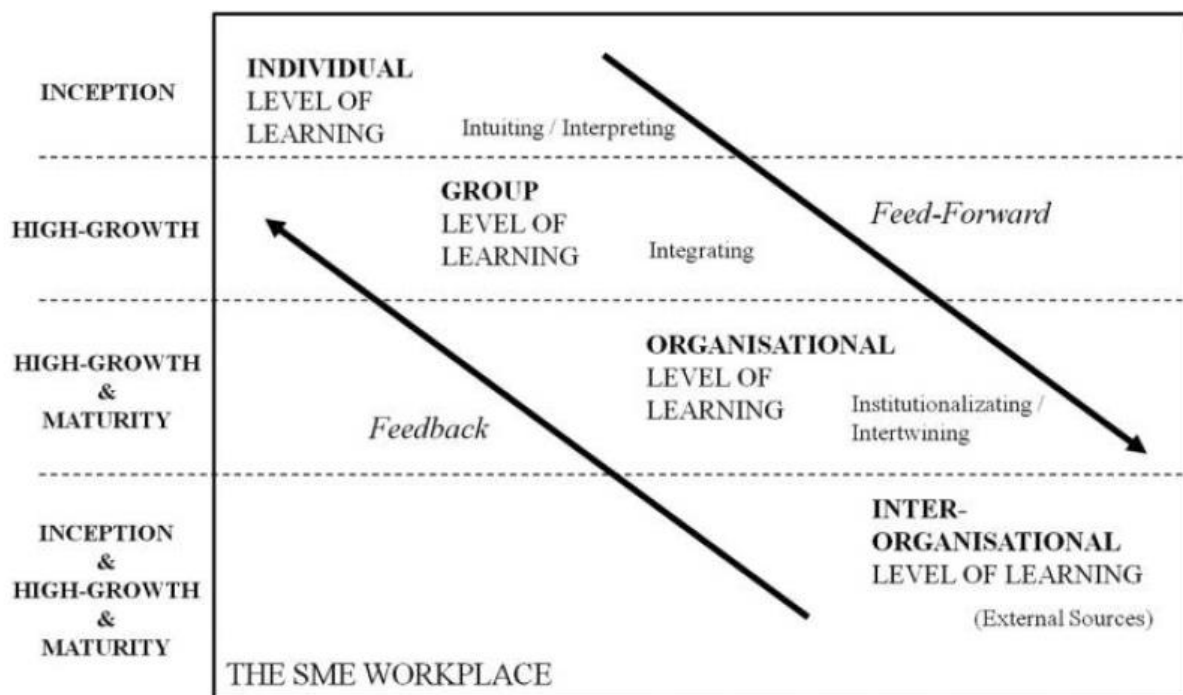 INCEPTION
INDIVIDUAL
LEVEL OF
LEARNING
Intuiting / Interpreting
HIGH-GROWTH
GROUP
LEVEL OF
LEARNING
Integrating
Feed-Forward
HIGH-GROWTH
&
MATURITY
ORGANISATIONAL
LEVEL OF
LEARNING
Institutionalizating /
Intertwining
Feedback
INCEPTION
&
HIGH-GROWTH
&
MATURITY
INTER-
ORGANISATIONAL
LEVEL OF LEARNING
(External Sources)
THE SME WORKPLACE